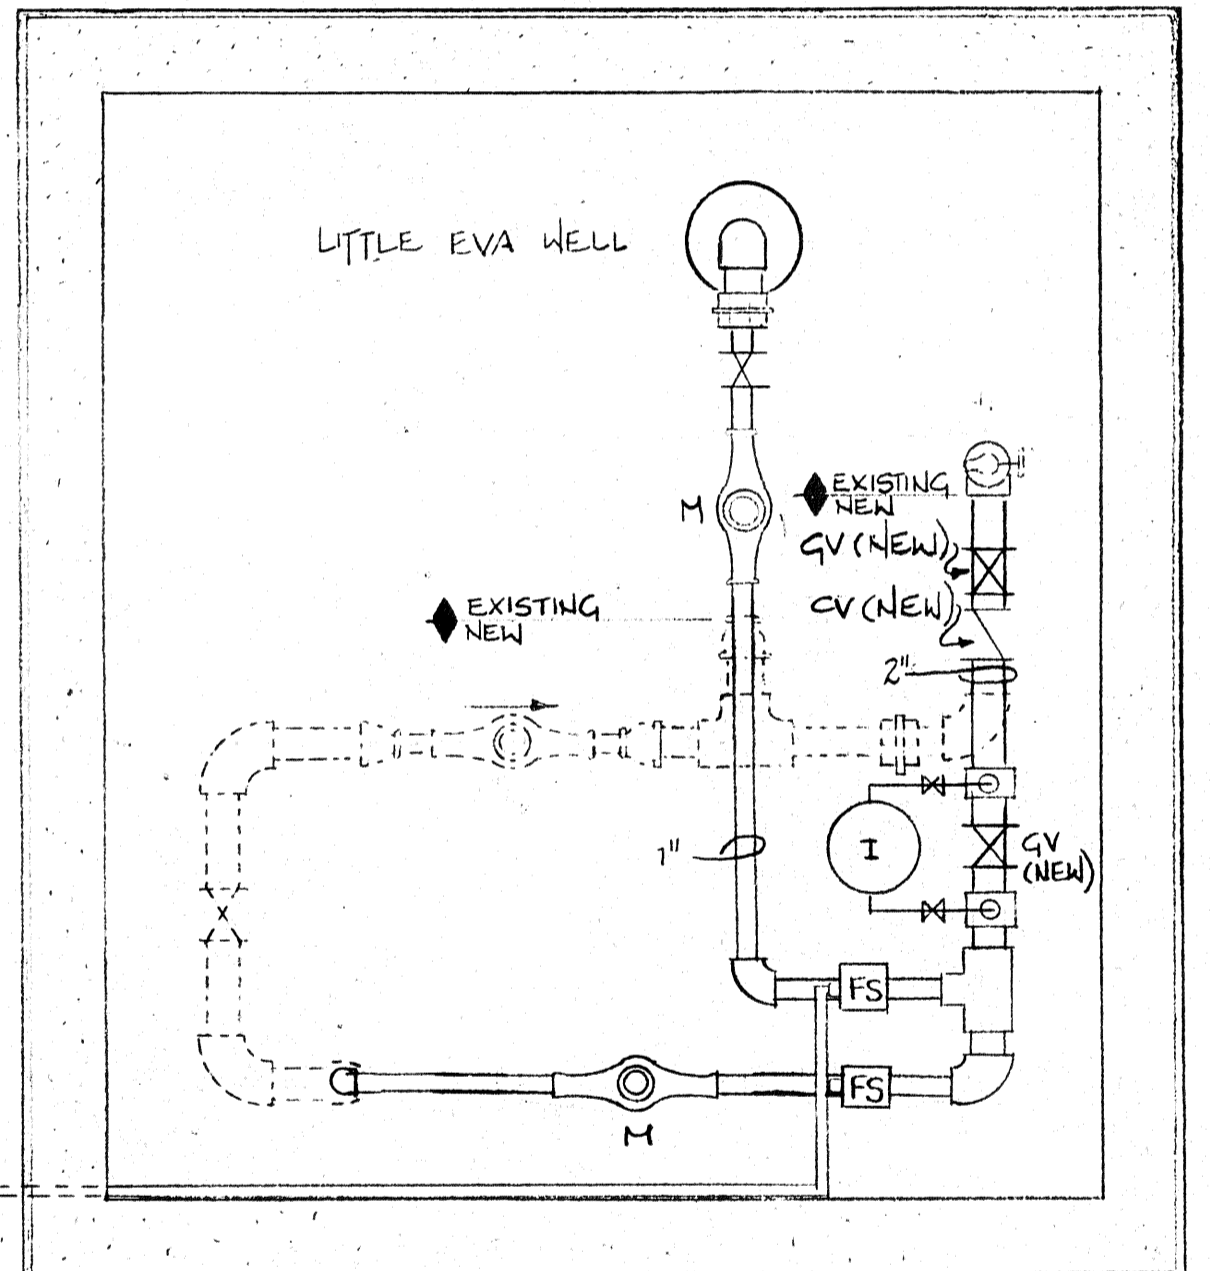 LITTLE EVA WELL
M
EXISTING
NEW
GV (NEW)
CV (NEW)
EXISTING
NEW
2"
1"
I
GV
(NEW)
FS
FS
M